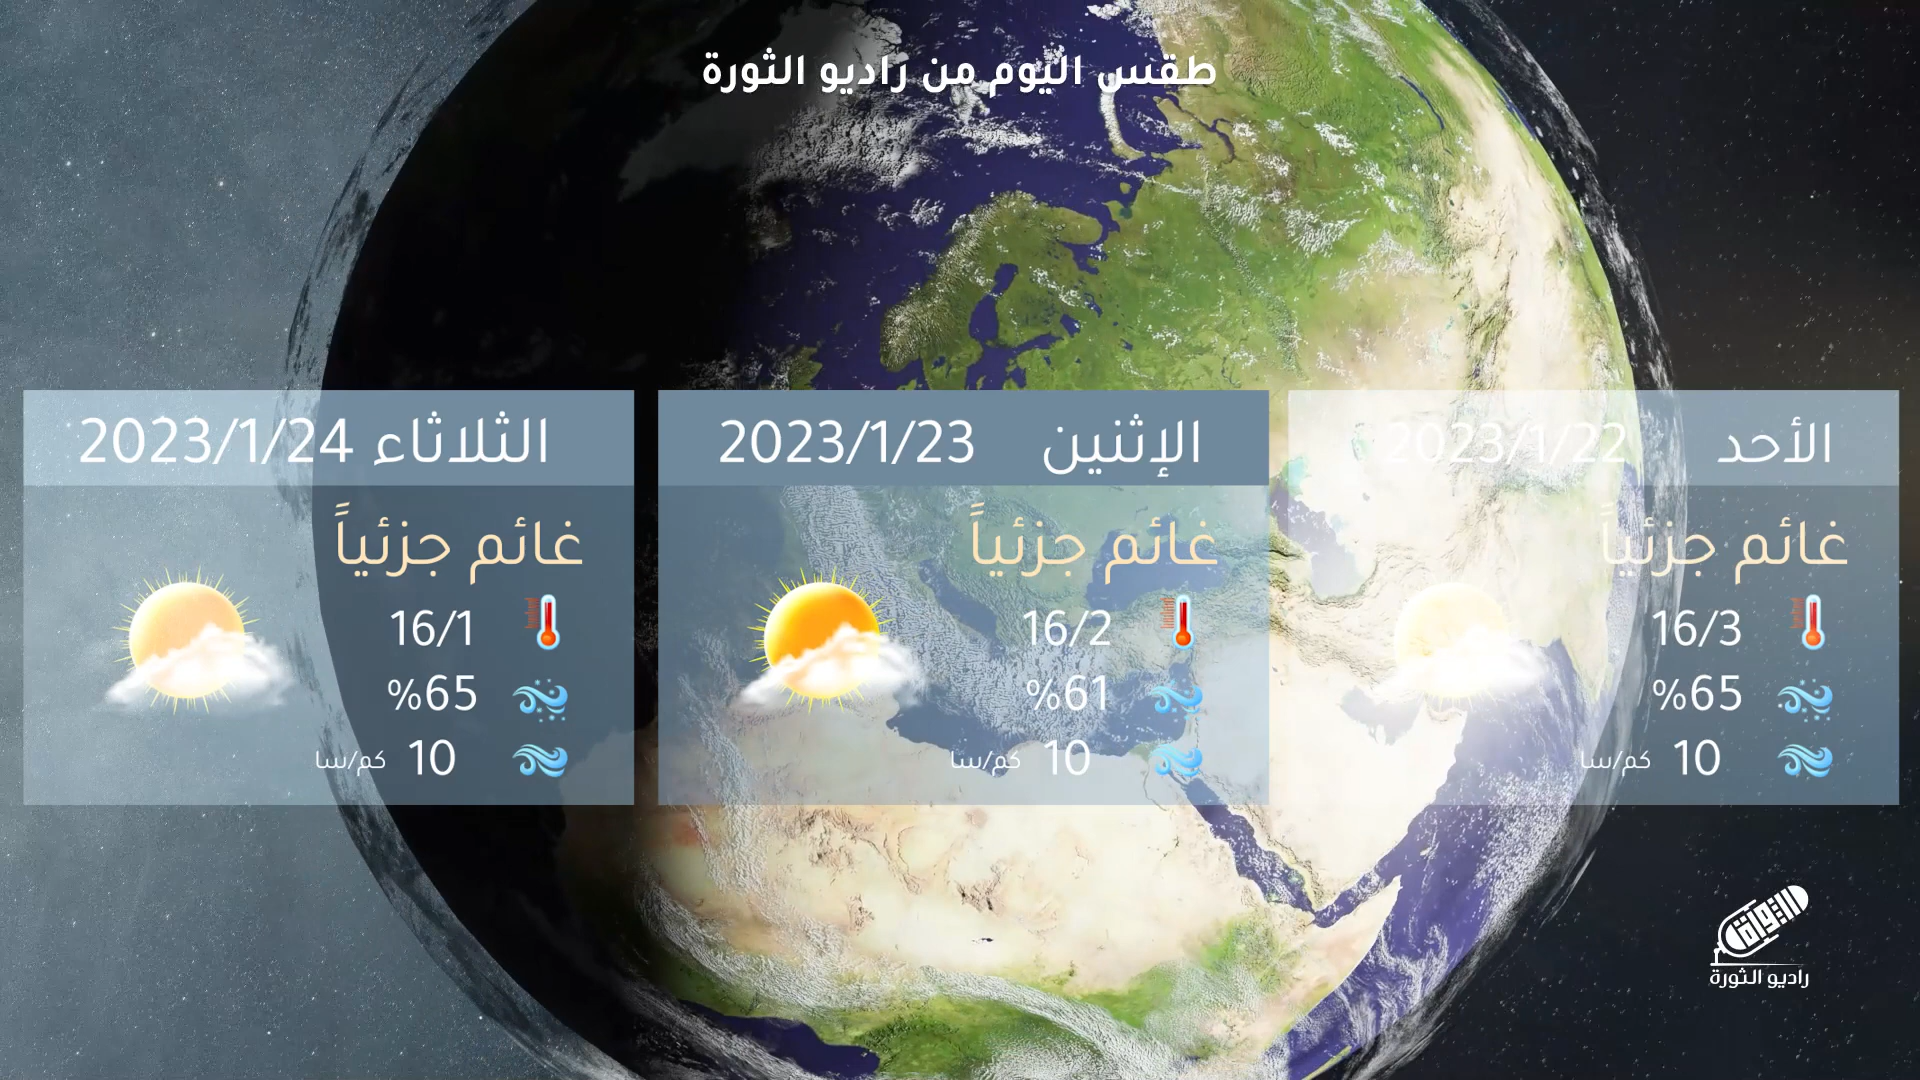 طقس اليوم من راديو الثورة
الأحد 2023/1/22
غائم جزئياً
16/3
%65
10 كم/سا
الإثنين 2023/1/23
غائم جزئياً
16/2
%61
10 كم/سا
الثلاثاء 2023/1/24
غائم جزئياً
16/1
%65
10 كم/سا
الثورة
راديو الثورة